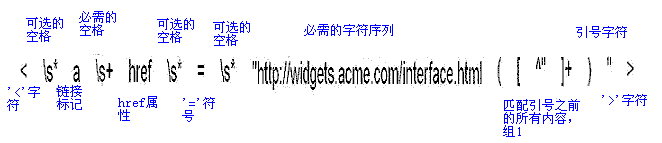 可选的
空格
必需的
空格
可选的
空格
可选的
空格
必需的字符序列
引号字符
< \s* a \s+ href \s* = \s* "http://widgets.acme.com/interface.html ( [ ^" ]+ ) " >
'<'字
符
链接
标记
href属
性
'='符
号
匹配引号之前
的所有内容，
组1
'>'字符